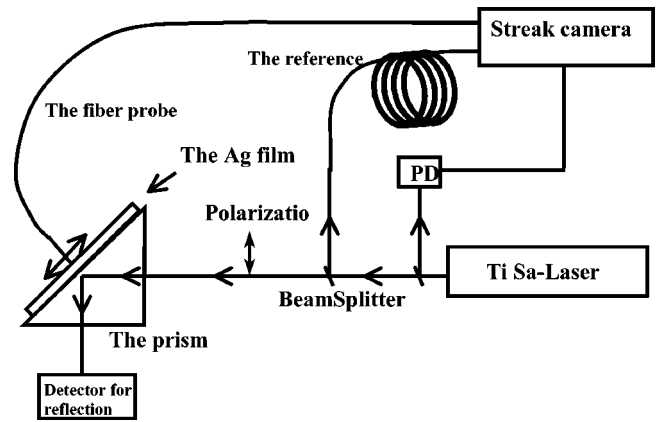 Streak camera
The reference
The fiber probe
The Ag film
PD
Polarizatio
Ti Sa-Laser
BeamSplitter
The prism
Detector for
reflection